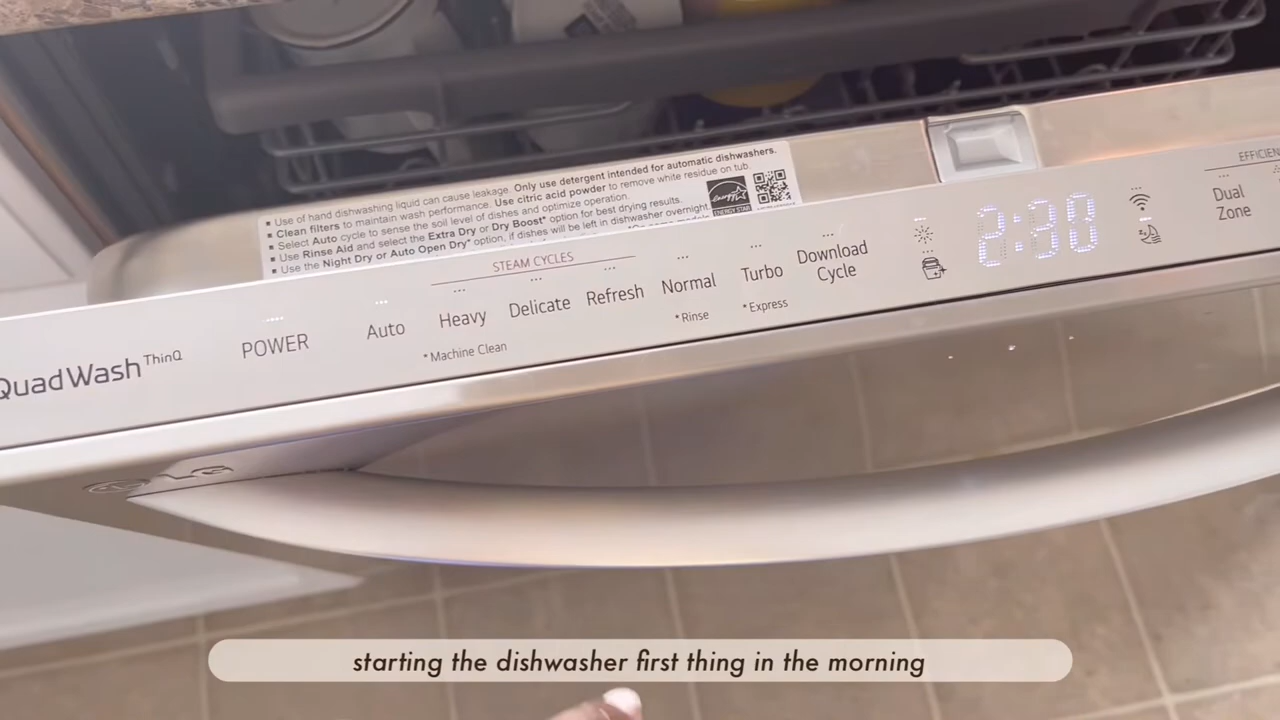 ▪ Use of hand dishwashing liquid can cause leakage. Only use detergent intended for automatic dishwashers.
▪ Clean filters to maintain wash performance. Use citric acid powder to remove white residue on tub.
▪ Select Auto cycle to sense the soil level of dishes and optimize operation.
▪ Use Rinse Aid and select the Extra Dry or Dry Boost* option for best drying results.
▪ Use the Night Dry or Auto Open Dry* option, if dishes will be left in dishwasher overnight
ENERGY STAR
QuadWash ThinQ
POWER
Auto
STEAM CYCLES
Heavy
*Machine Clean
Delicate
Refresh
Normal
*Rinse
Turbo
*Express
Download
Cycle
2:30
Dual
Zone
LG
starting the dishwasher first thing in the morning